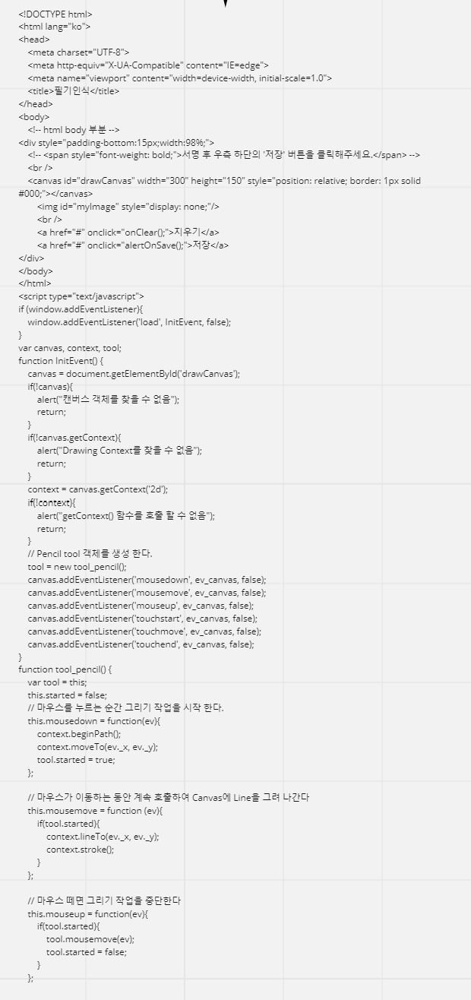 <!DOCTYPE html>
<html lang="ko">
<head>
<meta charset="UTF-8">
<meta http-equiv="X-UA-Compatible" content="IE=edge">
<meta name="viewport" content="width=device-width, initial-scale=1.0">
<title>필기인식</title>
</head>
<body>
<!-- html body 부분 -->
<div style="padding-bottom:15px;width:98%;">
<!-- <span style="font-weight: bold;">서명 후 우측 하단의 '저장' 버튼을 클릭해주세요.</span> -->
<br />
<canvas id="drawCanvas" width="300" height="150" style="position: relative; border: 1px solid
#000;"></canvas>
<img id="myImage" style="display: none;"/>
<br />
<a href="#" onclick="onClear();">지우기</a>
<a href="#" onclick="alertOnSave();">저장</a>
</div>
</body>
</html>
<script type="text/javascript">
if (window.addEventListener){
window.addEventListener('load', InitEvent, false);
}
var canvas, context, tool;
function InitEvent() {
canvas = document.getElementById('drawCanvas');
if(!canvas){
alert("캔버스 객체를 찾을 수 없음");
return;
}
if(!canvas.getContext){
alert("Drawing Context를 찾을 수 없음");
return;
}
context = canvas.getContext('2d');
if(!context){
alert("getContext() 함수를 호출 할 수 없음");
return;
}
// Pencil tool 객체를 생성 한다.
tool = new tool_pencil();
canvas.addEventListener('mousedown', ev_canvas, false);
canvas.addEventListener('mousemove', ev_canvas, false);
canvas.addEventListener('mouseup', ev_canvas, false);
canvas.addEventListener('touchstart', ev_canvas, false);
canvas.addEventListener('touchmove', ev_canvas, false);
canvas.addEventListener('touchend', ev_canvas, false);
}
function tool_pencil() {
var tool = this;
this.started = false;
// 마우스를 누르는 순간 그리기 작업을 시작 한다.
this.mousedown = function(ev){
context.beginPath();
context.moveTo(ev._x, ev._y);
tool.started = true;
};
// 마우스가 이동하는 동안 계속 호출하여 Canvas에 Line을 그려 나간다
this.mousemove = function (ev){
if(tool.started){
context.lineTo(ev._x, ev._y);
context.stroke();
}
};
// 마우스 떼면 그리기 작업을 중단한다
this.mouseup = function(ev){
if(tool.started){
tool.mousemove(ev);
tool.started = false;
}
};